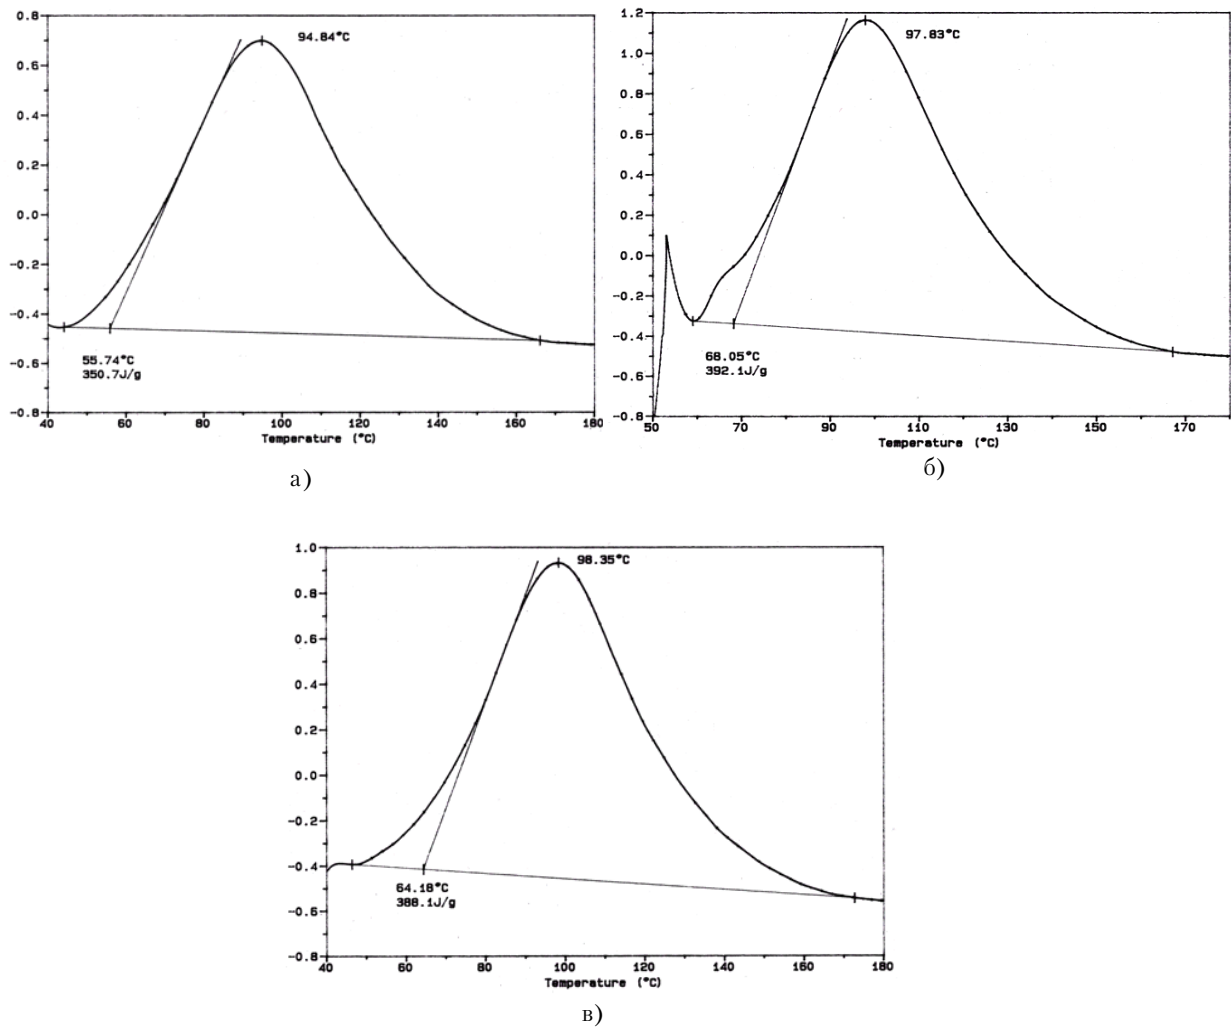 0.8
0.6
0.4
0.2
0.0
-0.2
-0.4
-0.6
-0.8
94.84°C
55.74°C
350.7J/g
40 60 80 100 120 140 160 180
Temperature (°C)
а)
1.2
1.0
0.8
0.6
0.4
0.2
0.0
-0.2
-0.4
-0.6
-0.8
97.83°C
68.05°C
392.1J/g
50 70 90 110 130 150 170
Temperature (°C)
б)
1.0
0.8
0.6
0.4
0.2
0.0
-0.2
-0.4
-0.6
-0.8
98.35°C
64.18°C
388.1J/g
40 60 80 100 120 140 160 180
Temperature (°C)
в)